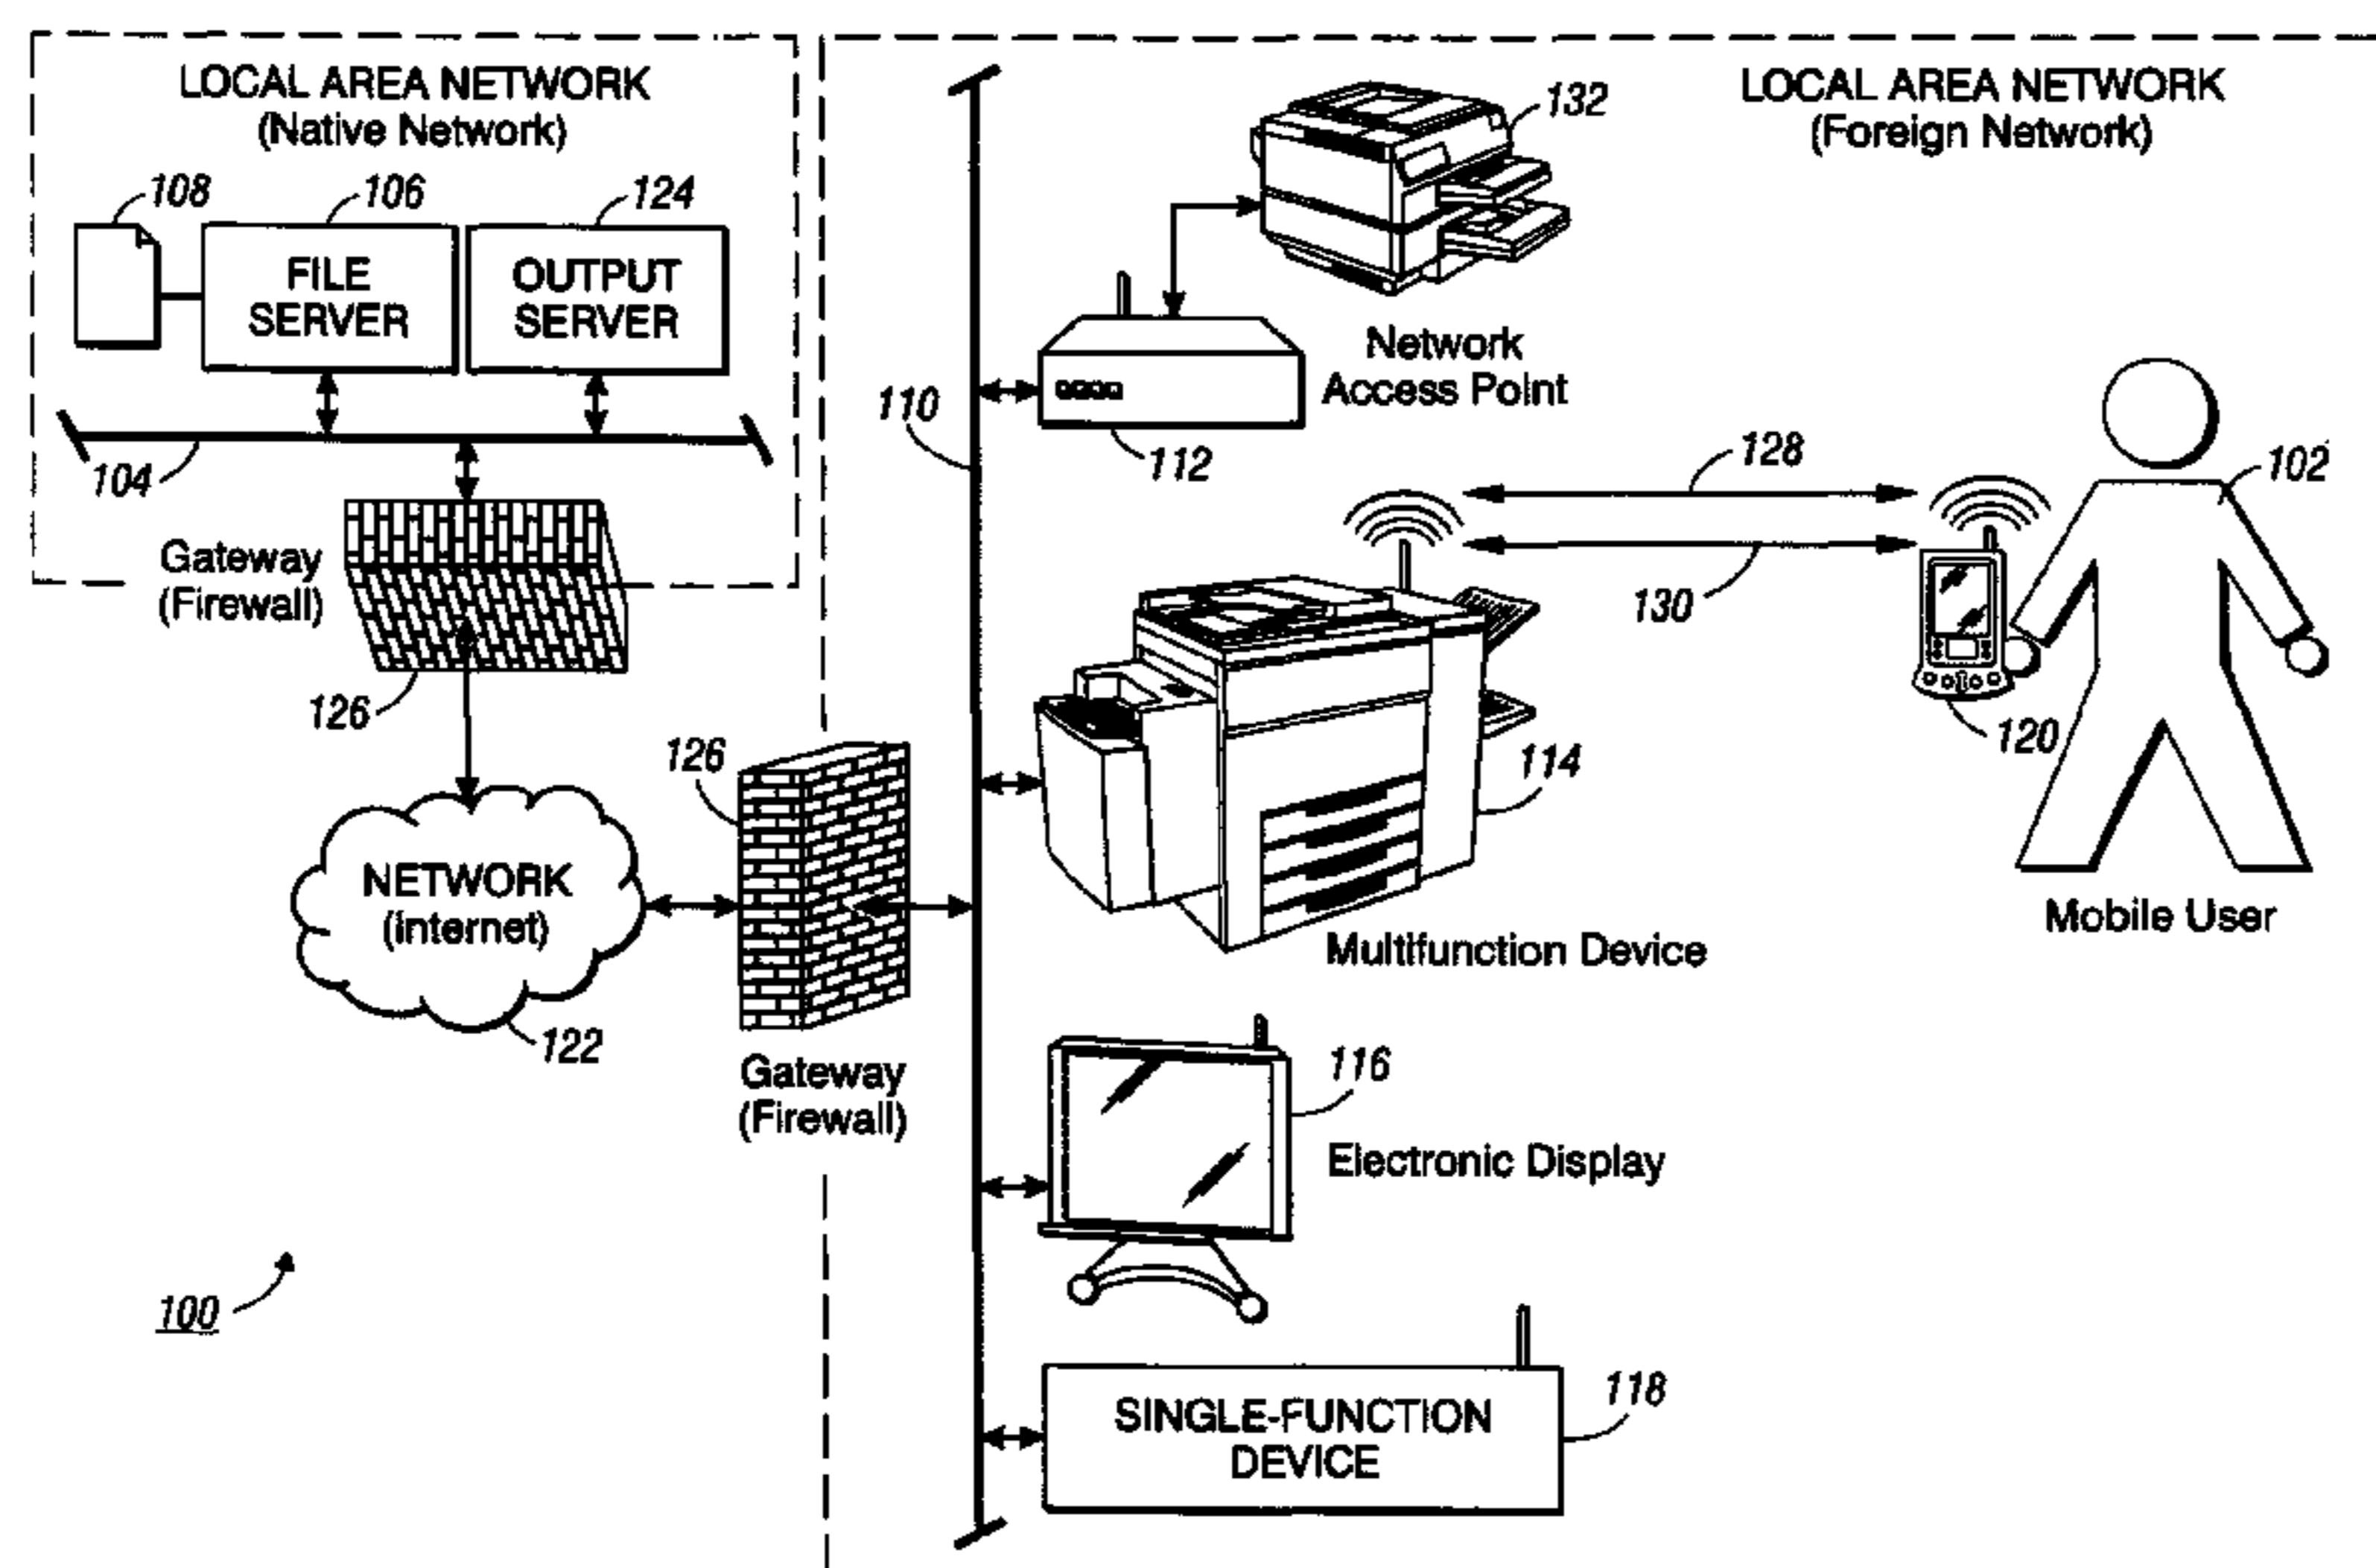 LOCAL AREA NETWORK
(Native Network)
108
106
124
FILE
SERVER
OUTPUT
SERVER
104
Gateway
(Firewall)
126
NETWORK
(Internet)
122
126
Gateway
(Firewall)
100
LOCAL AREA NETWORK
(Foreign Network)
132
Network
Access Point
110
112
128
102
130
120
114
Mobile User
Multifunction Device
116
Electronic Display
118
SINGLE-FUNCTION
DEVICE